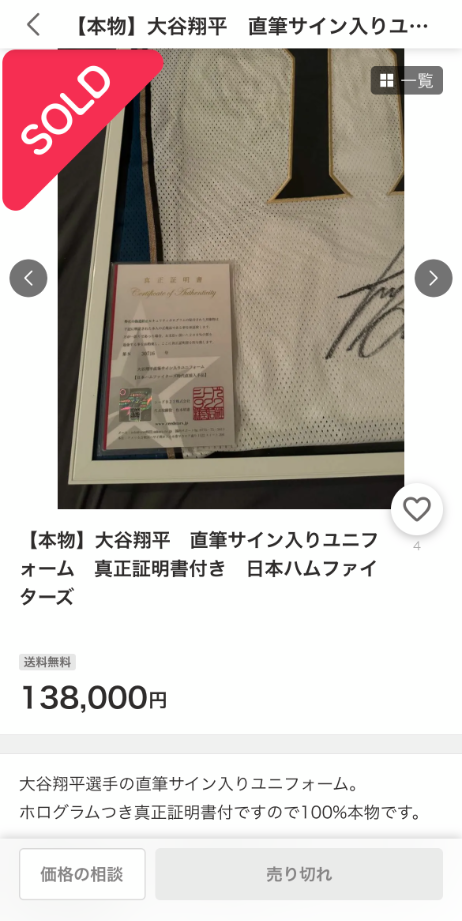 【本物】大谷翔平　直筆サイン入りユ…
SOLD
一覧
真正証明書
Certificate of Authenticity
【本物】大谷翔平　直筆サイン入りユニフ
ォーム　真正証明書付き　日本ハムファイ
ターズ
4
送料無料
138,000円
大谷翔平選手の直筆サイン入りユニフォーム。
ホログラムつき真正証明書付ですので100%本物です。
価格の相談
売り切れ